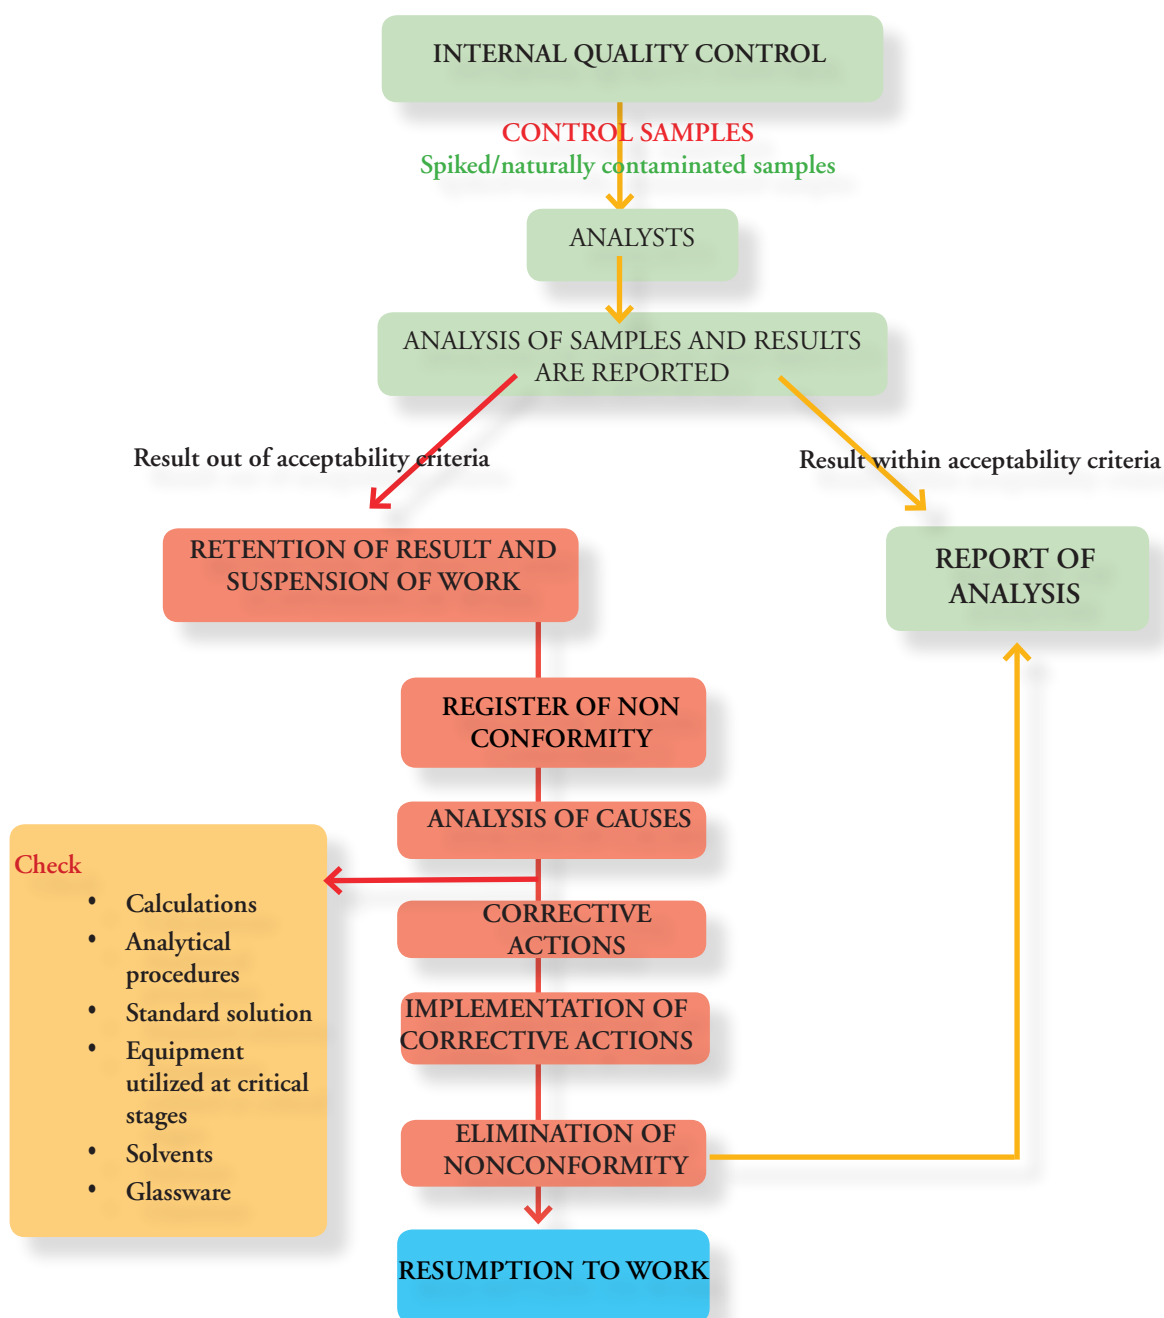 INTERNAL QUALITY CONTROL
CONTROL SAMPLES
Spiked/naturally contaminated samples
ANALYSTS
ANALYSIS OF SAMPLES AND RESULTS
ARE REPORTED
Result out of acceptability criteria
Result within acceptability criteria
RETENTION OF RESULT AND
SUSPENSION OF WORK
REPORT OF
ANALYSIS
REGISTER OF NON
CONFORMITY
ANALYSIS OF CAUSES
Check
• Calculations
• Analytical
procedures
• Standard solution
• Equipment
utilized at critical
stages
• Solvents
• Glassware
CORRECTIVE
ACTIONS
IMPLEMENTATION OF
CORRECTIVE ACTIONS
ELIMINATION OF
NONCONFORMITY
RESUMPTION TO WORK